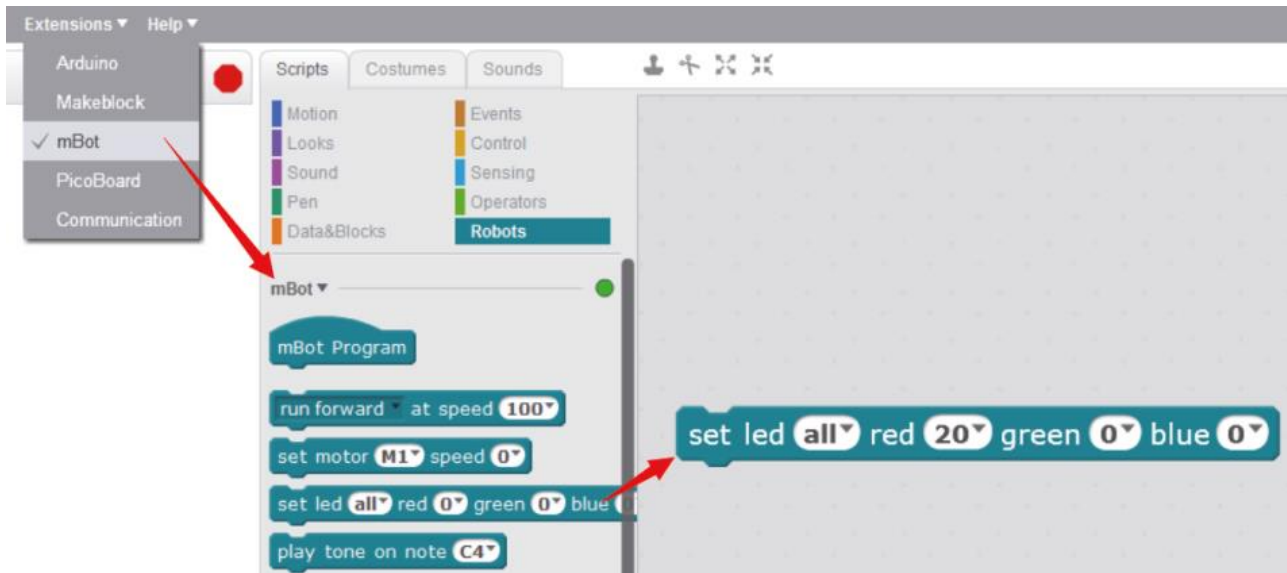 Extensions ▼ Help ▼
Arduino
Makeblock
✓ mBot
PicoBoard
Communication
Scripts Costumes Sounds
Motion Events
Looks Control
Sound Sensing
Pen Operators
Data&Blocks Robots
mBot ▼
mBot Program
run forward at speed 100
set motor M1 speed 0
set led all red 0 green 0 blue
play tone on note C4
set led all red 20 green 0 blue 0